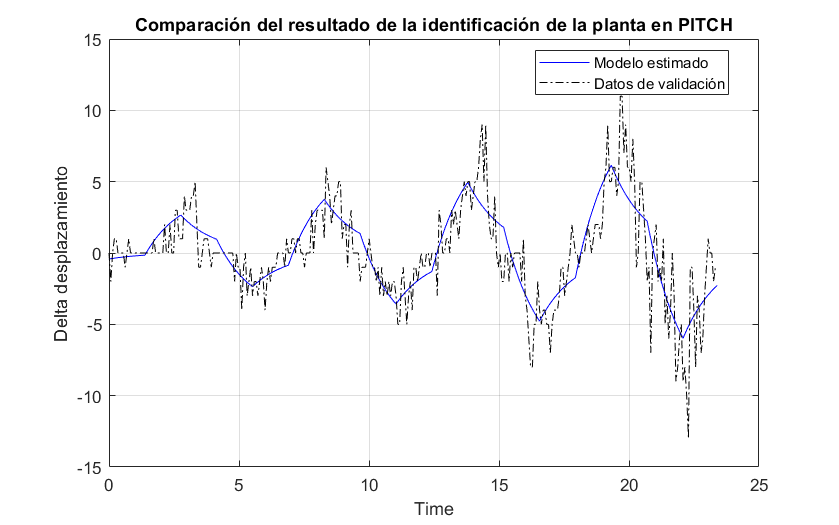 Comparación del resultado de la identificación de la planta en PITCH
Modelo estimado
Datos de validación
Delta desplazamiento
15
10
5
0
-5
-10
-15
0
5
10
15
20
25
Time